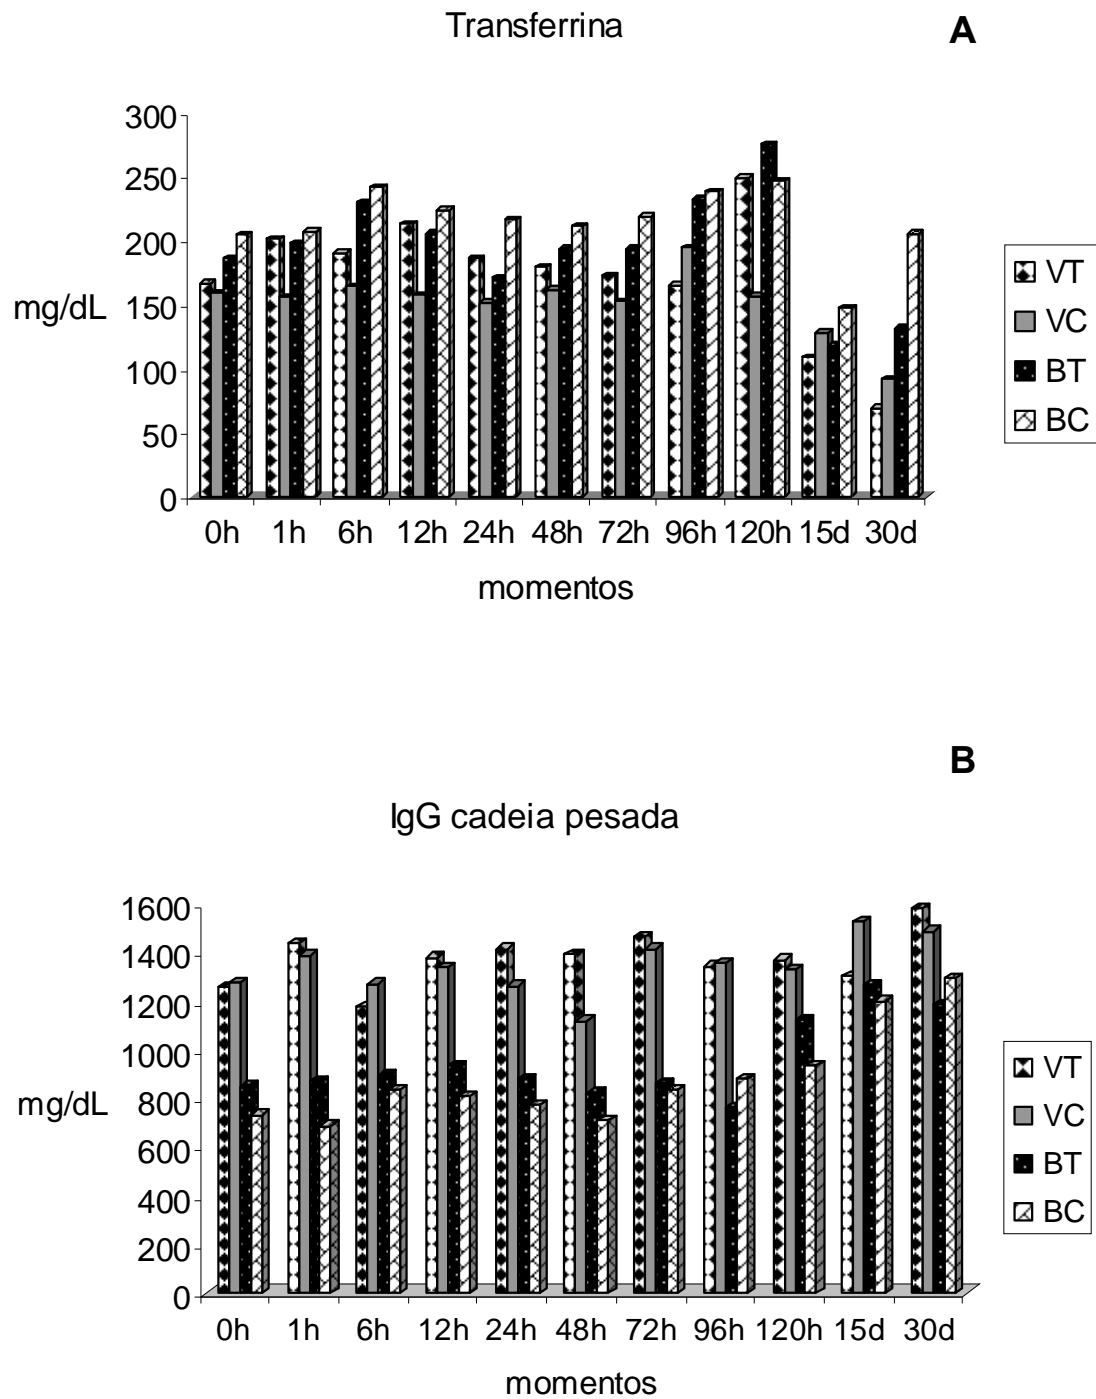 Transferrina
A
300
250
200
150
100
50
0
mg/dL
0h 1h 6h 12h 24h 48h 72h 96h 120h 15d 30d
momentos
VT
VC
BT
BC
B
IgG cadeia pesada
1600
1400
1200
1000
800
600
400
200
0
mg/dL
0h 1h 6h 12h 24h 48h 72h 96h 120h 15d 30d
momentos
VT
VC
BT
BC